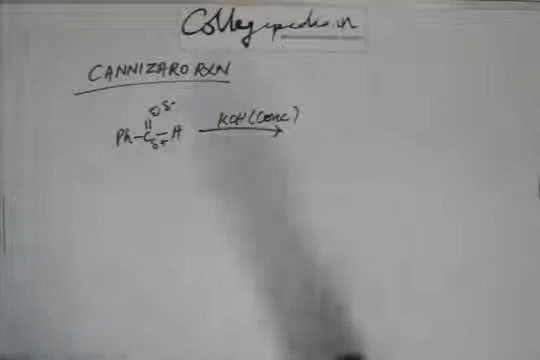 Collegepedia.in
CANNIZARO RXN
O δ-
||
Ph-C-H KOH (Conc)
δ+